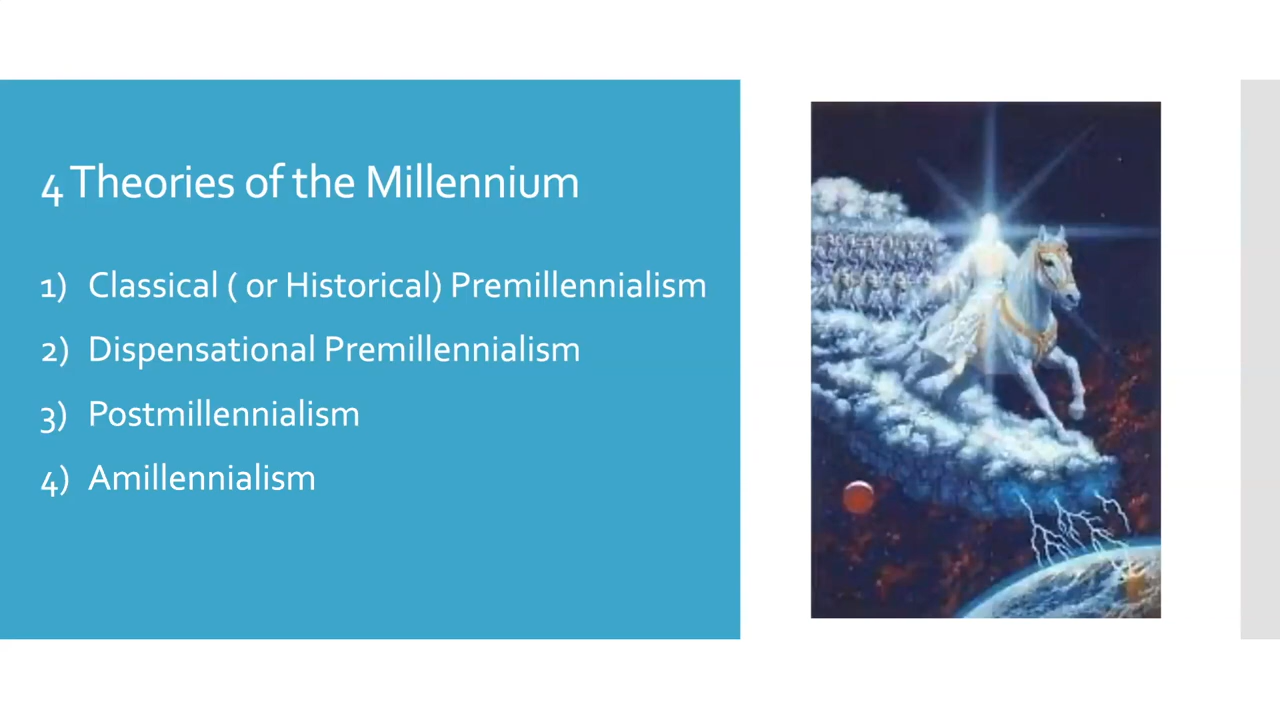 4 Theories of the Millennium
1) Classical ( or Historical) Premillennialism
2) Dispensational Premillennialism
3) Postmillennialism
4) Amillennialism